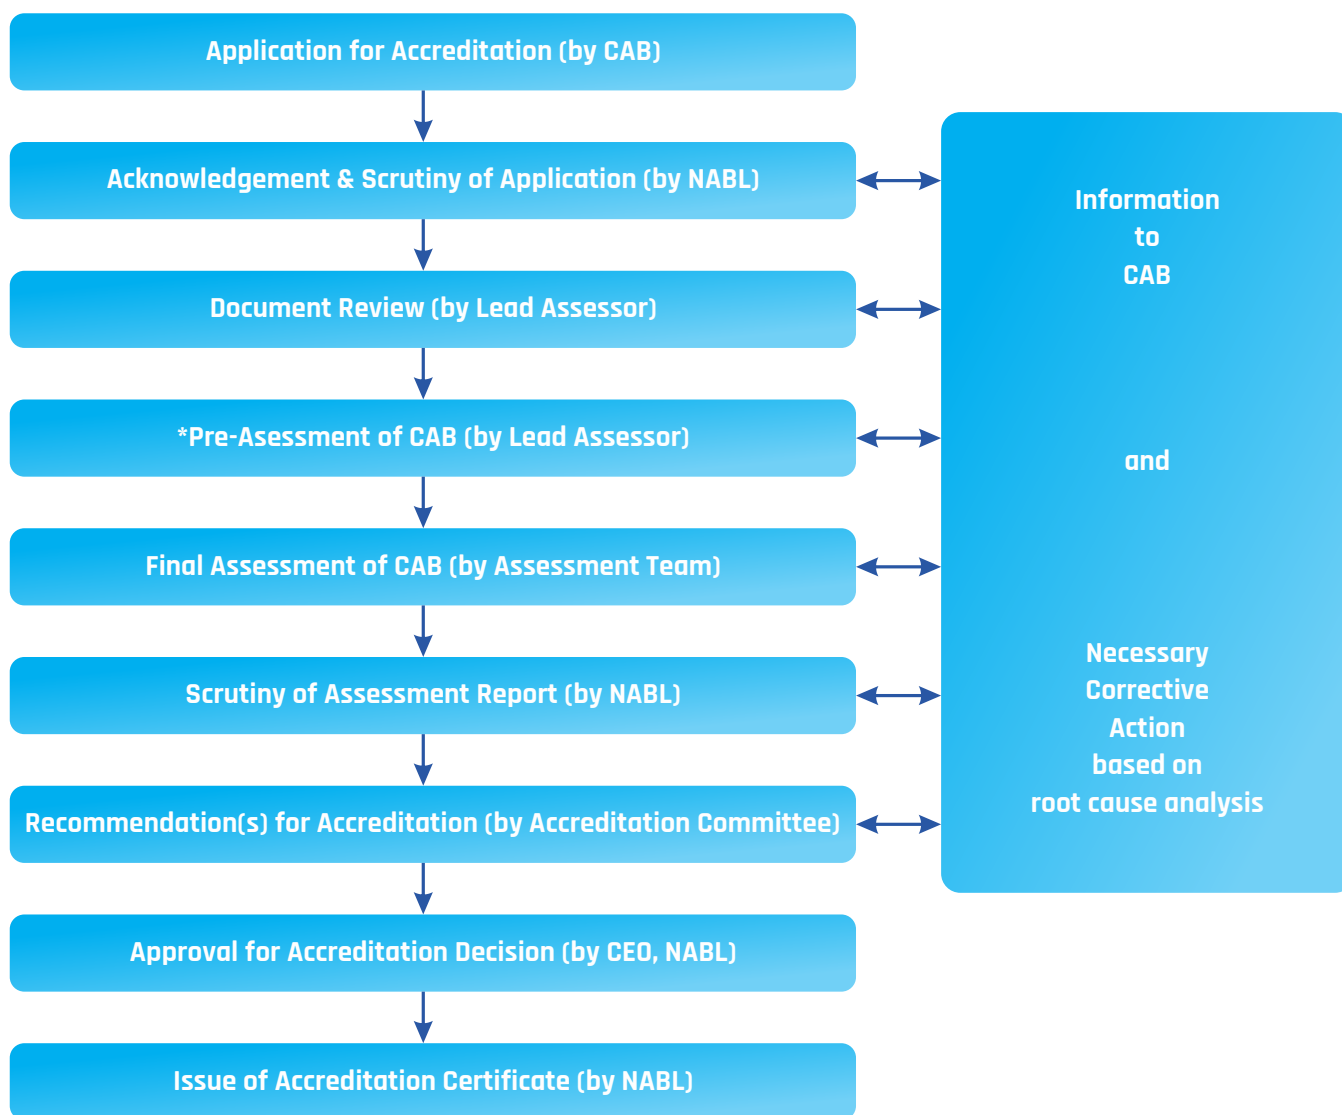 Application for Accreditation (by CAB)
Acknowledgement & Scrutiny of Application (by NABL)
Document Review (by Lead Assessor)
*Pre-Asessment of CAB (by Lead Assessor)
Final Assessment of CAB (by Assessment Team)
Scrutiny of Assessment Report (by NABL)
Recommendation(s) for Accreditation (by Accreditation Committee)
Approval for Accreditation Decision (by CEO, NABL)
Issue of Accreditation Certificate (by NABL)
Information
to
CAB
and
Necessary
Corrective
Action
based on
root cause analysis